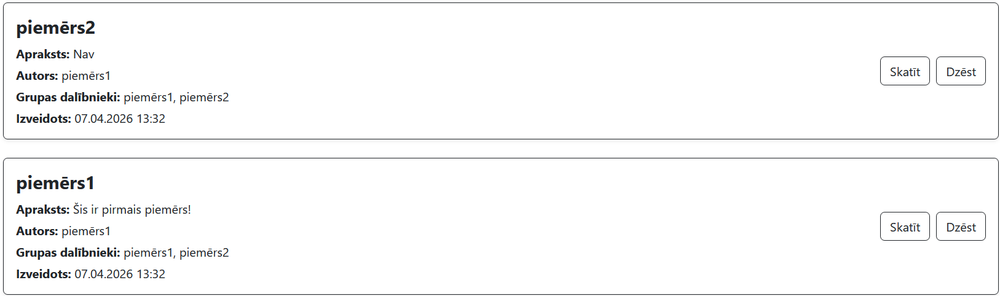 piemērs2
Apraksts: Nav
Autors: piemērs1
Grupas dalībnieki: piemērs1, piemērs2
Izveidots: 07.04.2026 13:32
Skatīt Dzēst
piemērs1
Apraksts: Šis ir pirmais piemērs!
Autors: piemērs1
Grupas dalībnieki: piemērs1, piemērs2
Izveidots: 07.04.2026 13:32
Skatīt Dzēst